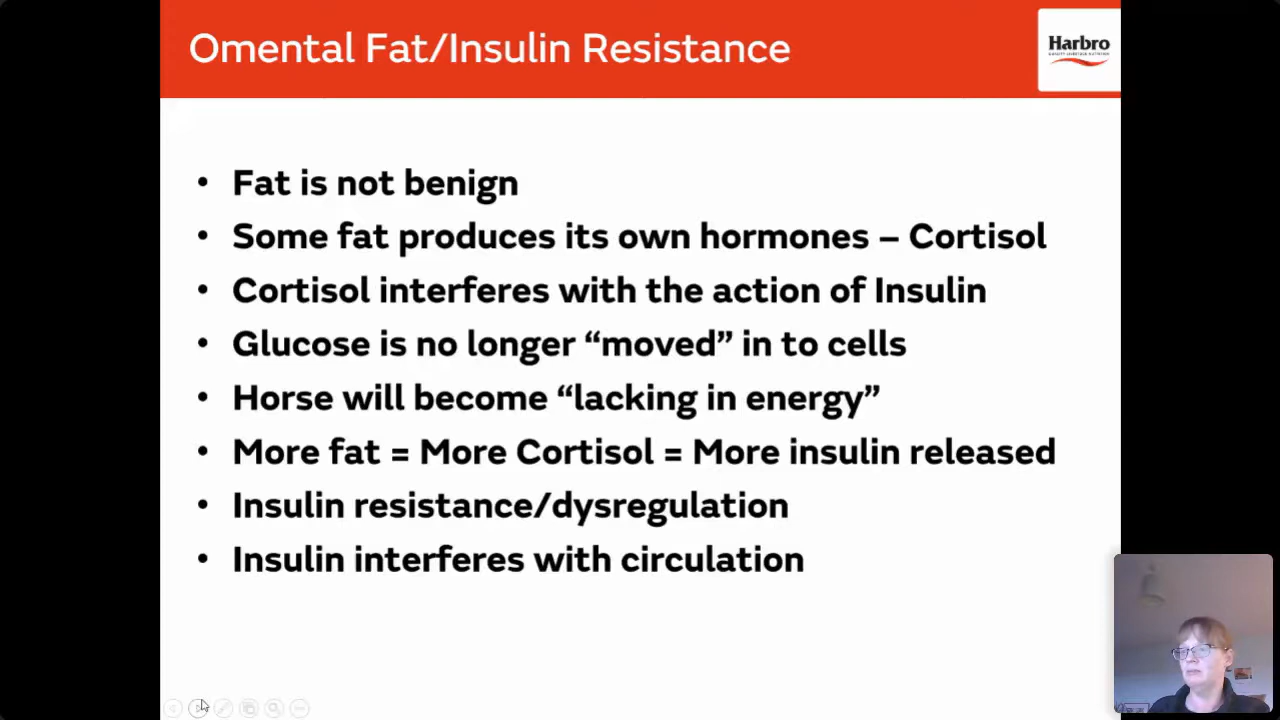 Omental Fat/Insulin Resistance
Harbro
• Fat is not benign
• Some fat produces its own hormones – Cortisol
• Cortisol interferes with the action of Insulin
• Glucose is no longer “moved” in to cells
• Horse will become “lacking in energy”
• More fat = More Cortisol = More insulin released
• Insulin resistance/dysregulation
• Insulin interferes with circulation